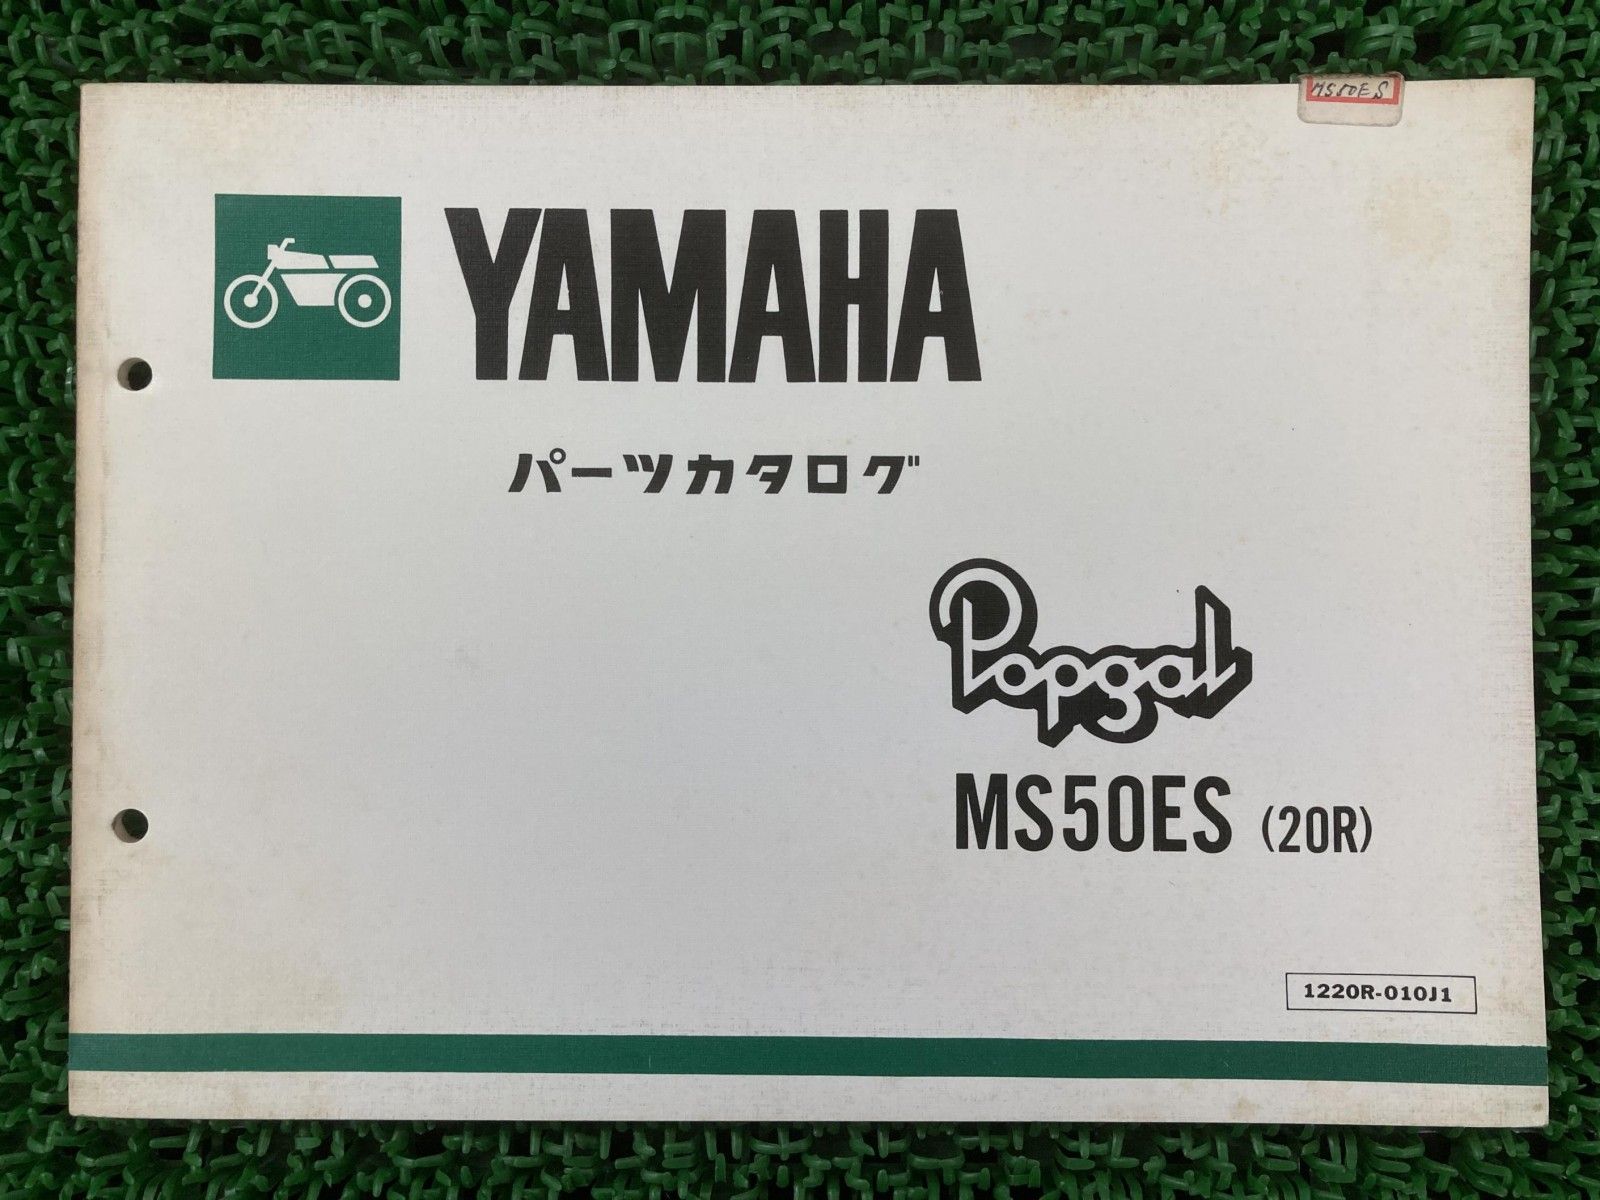 MS50ES
YAMAHA
パーツカタログ
Popgal
MS50ES (20R)
1220R-010J1